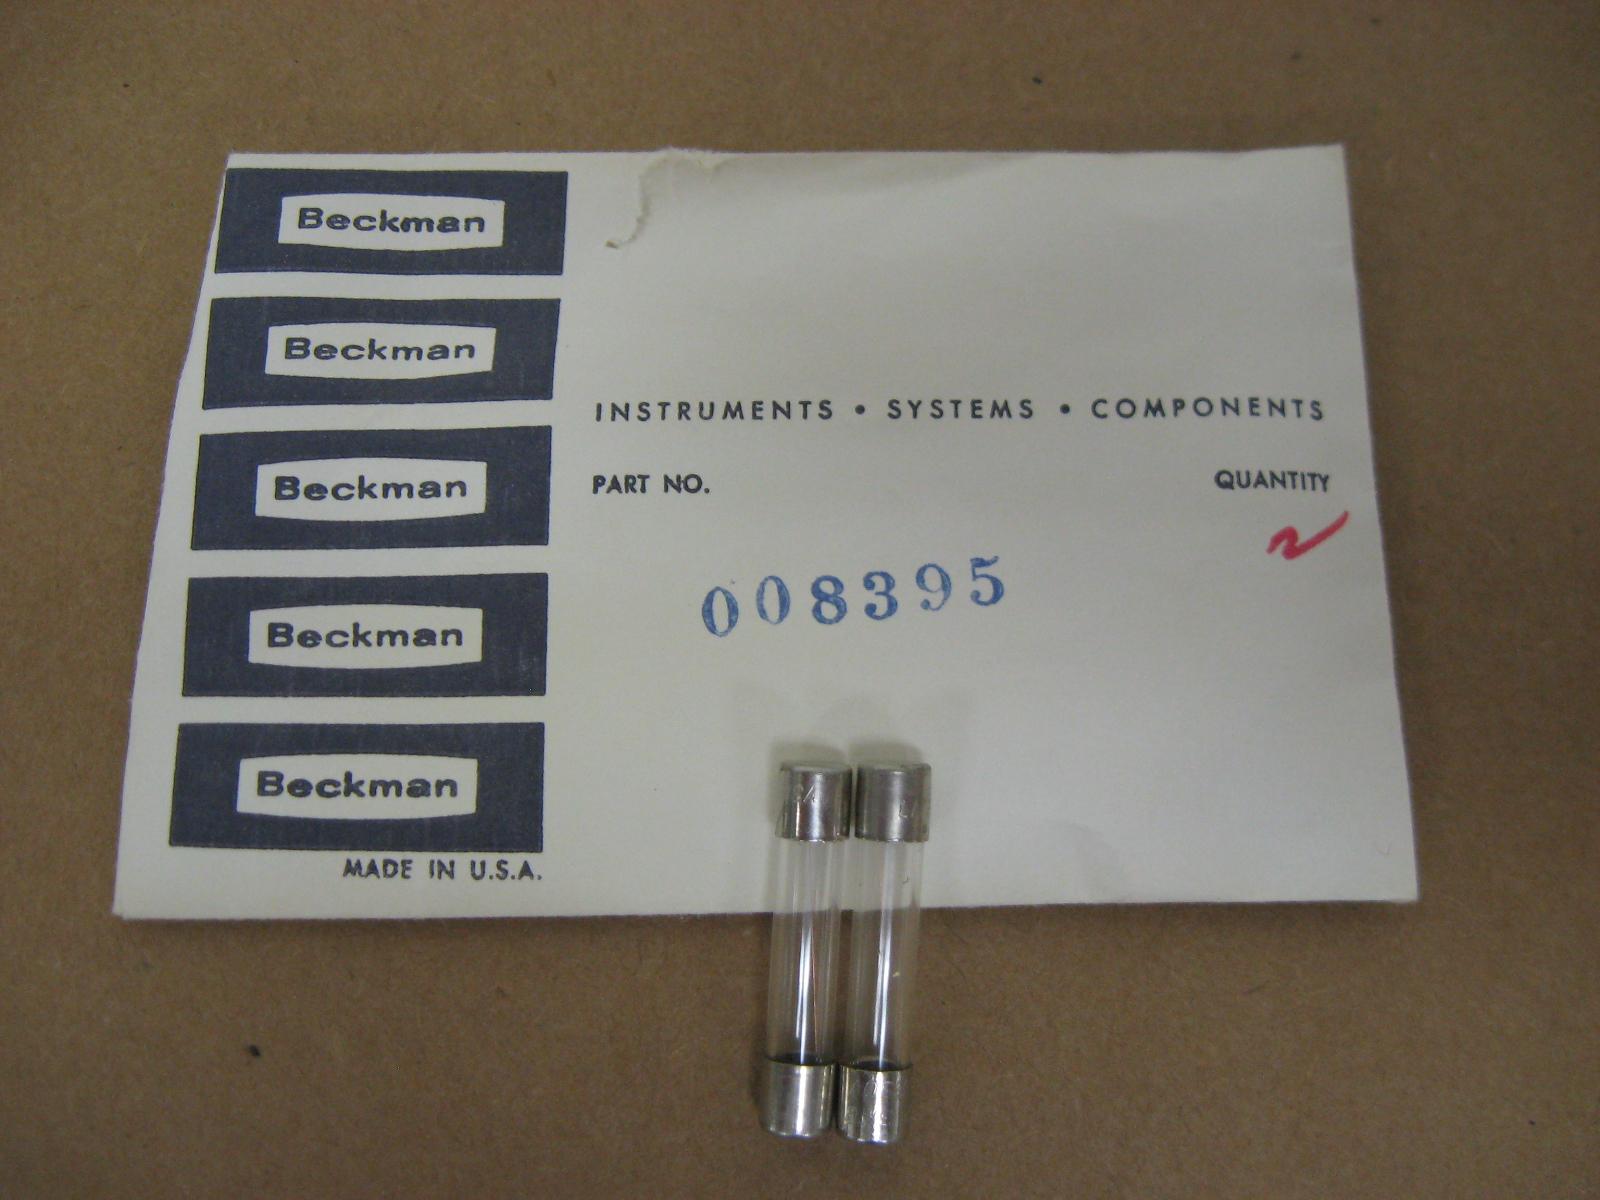 Beckman
Beckman
Beckman
Beckman
Beckman
MADE IN U.S.A.
INSTRUMENTS • SYSTEMS • COMPONENTS
PART NO. QUANTITY
2
008395